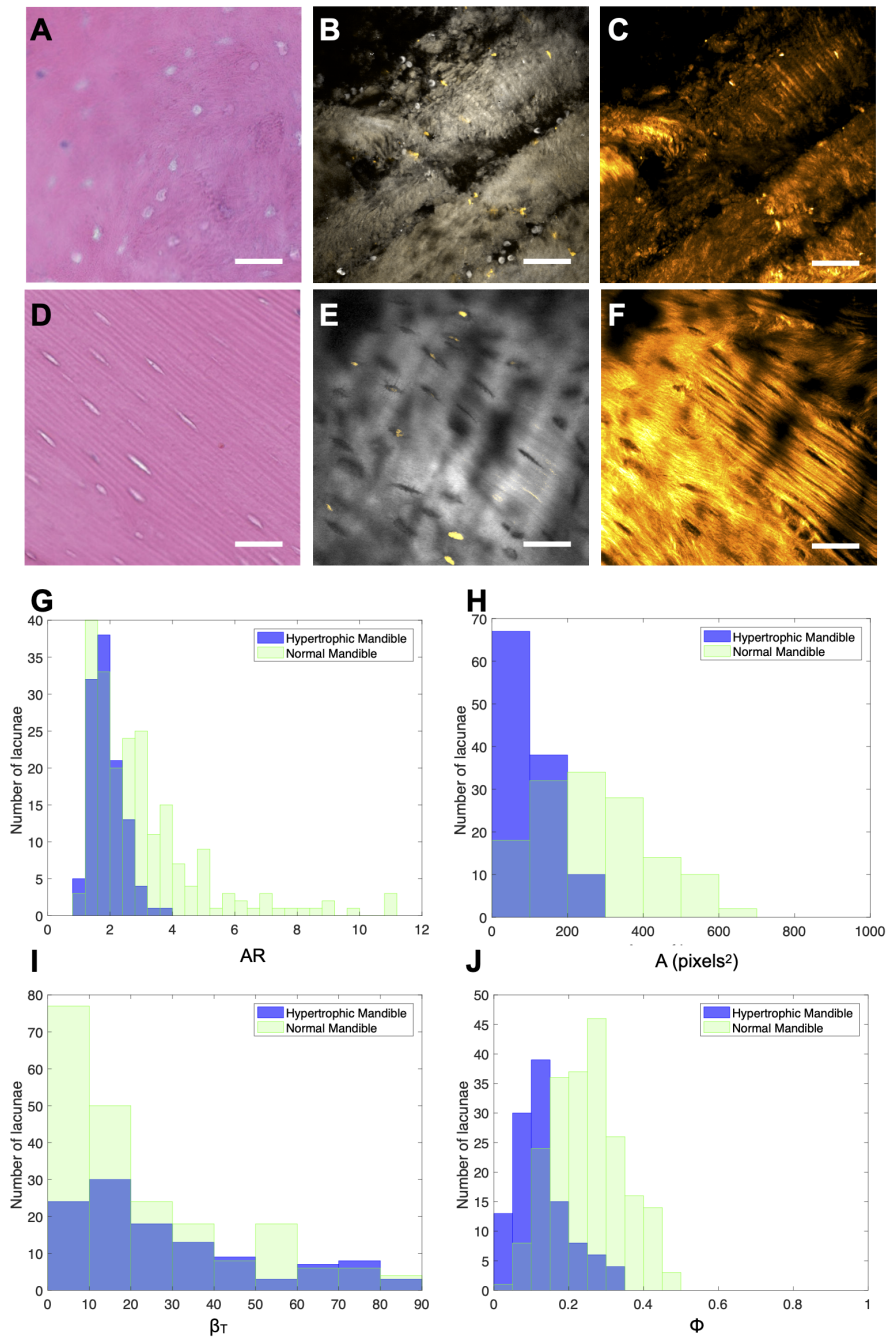 A
B
C
D
E
F
G
40
35
30
25
20
15
10
5
0
Number of lacunae
Hypertrophic Mandible
Normal Mandible
0 2 4 6 8 10 12
AR
H
70
60
50
40
30
20
10
0
Number of lacunae
Hypertrophic Mandible
Normal Mandible
0 200 400 600 800 1000
A (pixels²)
I
80
70
60
50
40
30
20
10
0
Number of lacunae
Hypertrophic Mandible
Normal Mandible
0 10 20 30 40 50 60 70 80 90
βT
J
50
45
40
35
30
25
20
15
10
5
0
Number of lacunae
Hypertrophic Mandible
Normal Mandible
0 0.2 0.4 0.6 0.8 1
Φ